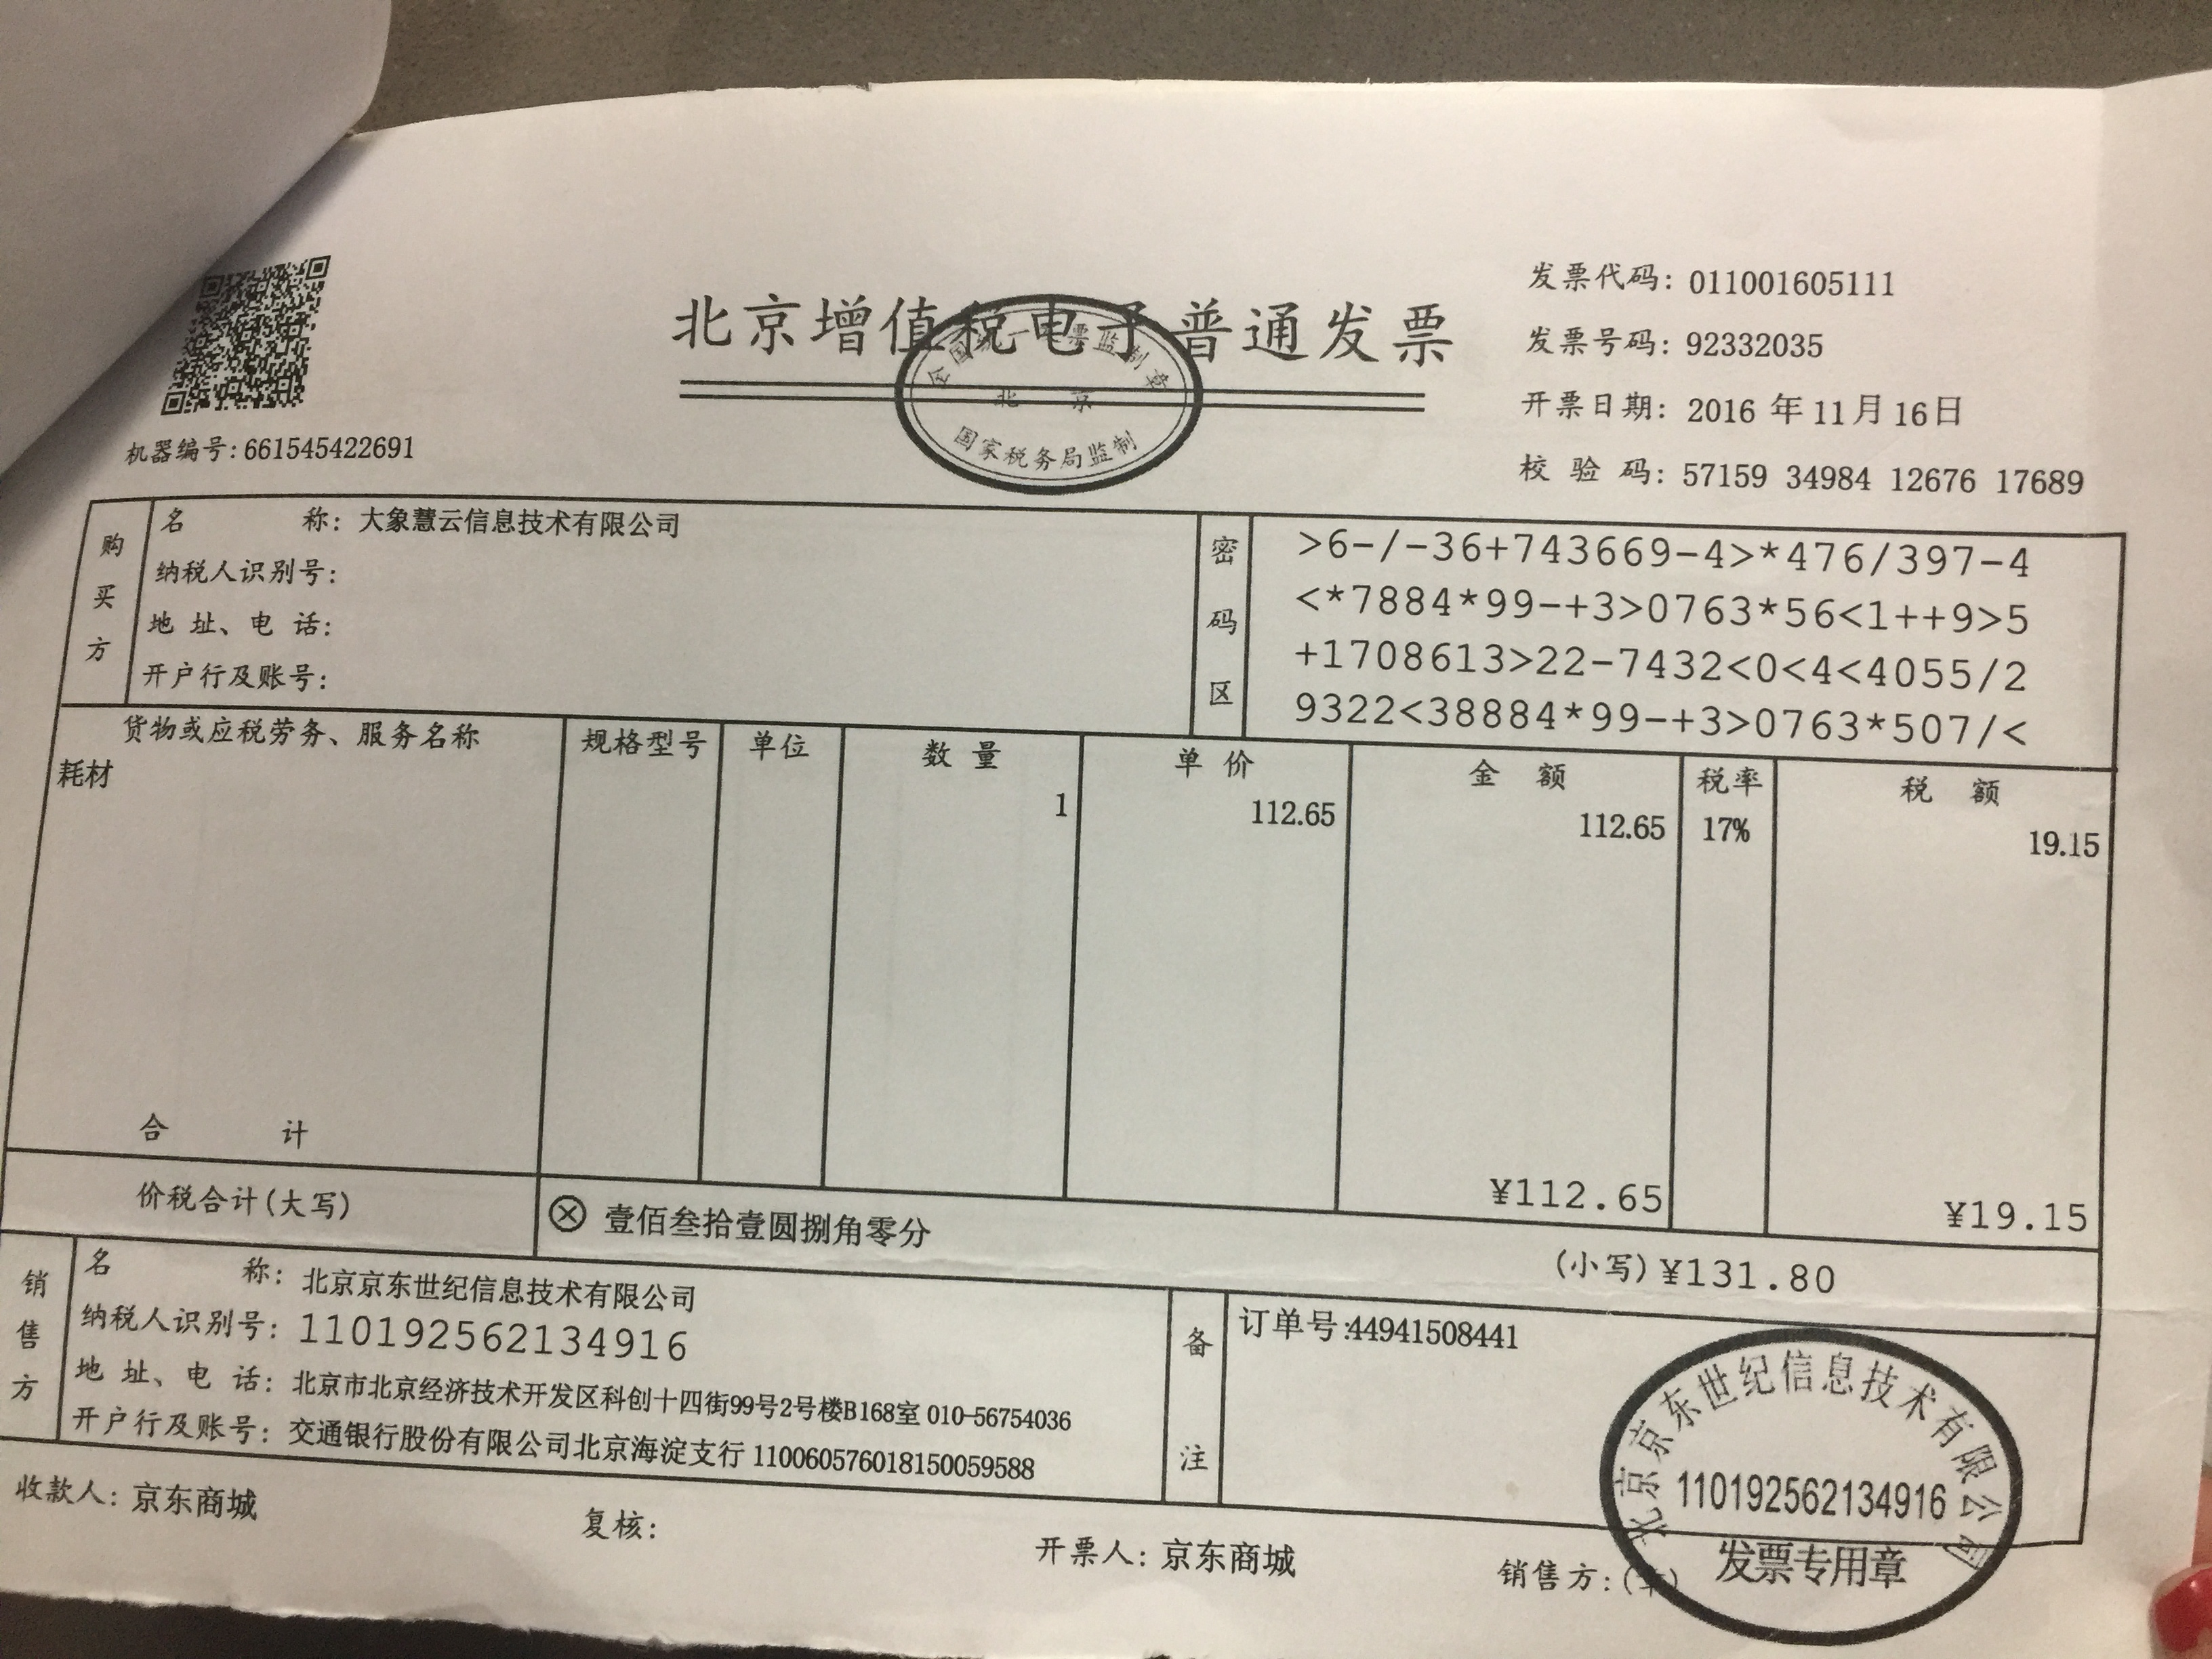 北京增值税电子普通发票
全国统一发票监制章
北京
国家税务局监制
发票代码: 011001605111
发票号码: 92332035
开票日期: 2016 年 11 月 16 日
校 验 码: 57159 34984 12676 17689
机器编号: 661545422691
购买方
名 称: 大象慧云信息技术有限公司
纳税人识别号:
地 址、电 话:
开户行及账号:
密码区
>6-/-36+743669-4>*476/397-4
<*7884*99-+3>0763*56<1++9>5
+1708613>22-7432<0<4<4055/2
9322<38884*99-+3>0763*507/<
货物或应税劳务、服务名称 规格型号 单位 数 量 单 价 金 额 税率 税 额
耗材 1 112.65 112.65 17% 19.15
合 计 ¥112.65 ¥19.15
价税合计(大写) ⊗ 壹佰叁拾壹圆捌角零分 (小写) ¥131.80
销售方
名 称: 北京京东世纪信息技术有限公司
纳税人识别号: 110192562134916
地 址、电 话: 北京市北京经济技术开发区科创十四街99号2号楼B168室 010-56754036
开户行及账号: 交通银行股份有限公司北京海淀支行 110060576018150059588
备注
订单号:44941508441
收款人: 京东商城 复核: 开票人: 京东商城 销售方: (章)
北京京东世纪信息技术有限公司
110192562134916
发票专用章